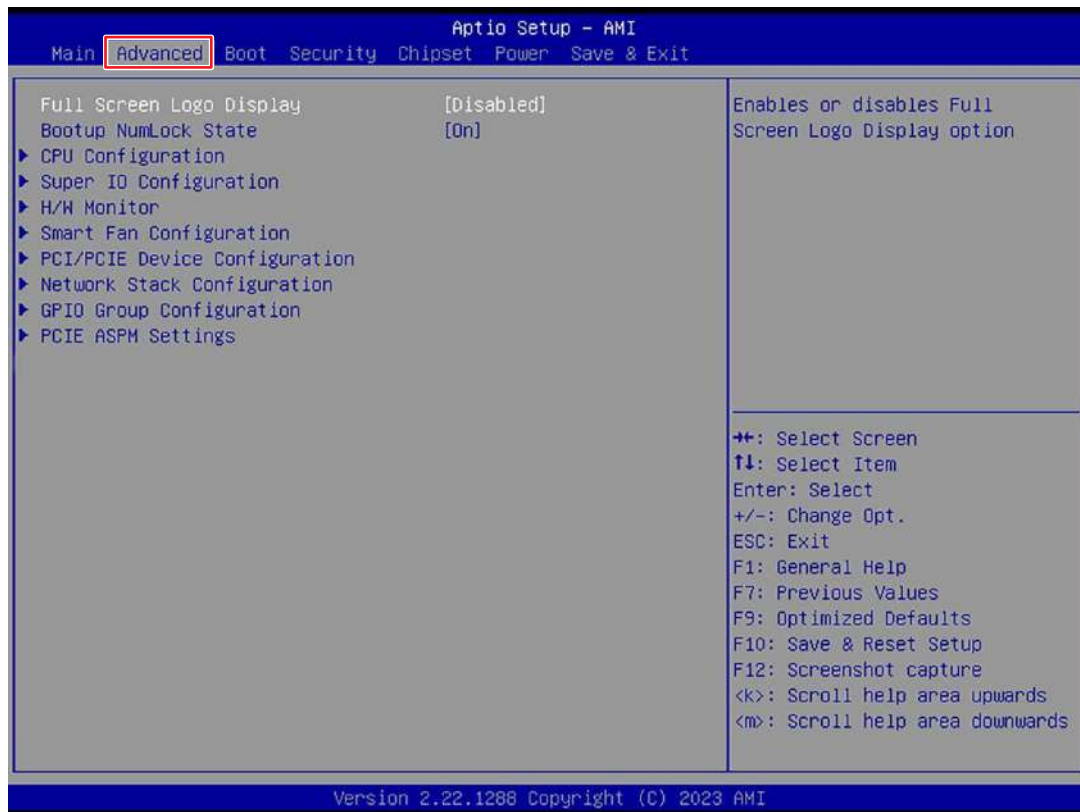 Aptio Setup – AMI
Main Advanced Boot Security Chipset Power Save & Exit
Full Screen Logo Display [Disabled]
Bootup NumLock State [On]
CPU Configuration
Super IO Configuration
H/W Monitor
Smart Fan Configuration
PCI/PCIE Device Configuration
Network Stack Configuration
GPIO Group Configuration
PCIE ASPM Settings
Enables or disables Full
Screen Logo Display option
→←: Select Screen
↑↓: Select Item
Enter: Select
+/-: Change Opt.
ESC: Exit
F1: General Help
F7: Previous Values
F9: Optimized Defaults
F10: Save & Reset Setup
F12: Screenshot capture
<k>: Scroll help area upwards
<m>: Scroll help area downwards
Version 2.22.1288 Copyright (C) 2023 AMI